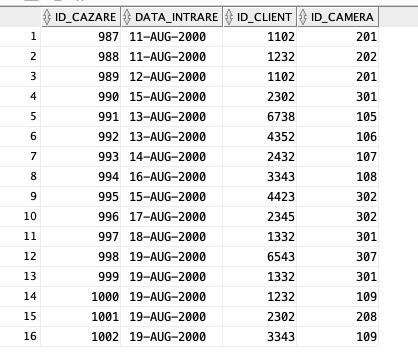 ID_CAZARE DATA_INTRARE ID_CLIENT ID_CAMERA
1 987 11-AUG-2000 1102 201
2 988 11-AUG-2000 1232 202
3 989 12-AUG-2000 1102 201
4 990 15-AUG-2000 2302 301
5 991 13-AUG-2000 6738 105
6 992 13-AUG-2000 4352 106
7 993 14-AUG-2000 2432 107
8 994 16-AUG-2000 3343 108
9 995 15-AUG-2000 4423 302
10 996 17-AUG-2000 2345 302
11 997 18-AUG-2000 1332 301
12 998 19-AUG-2000 6543 307
13 999 19-AUG-2000 1332 301
14 1000 19-AUG-2000 1232 109
15 1001 19-AUG-2000 2302 208
16 1002 19-AUG-2000 3343 109